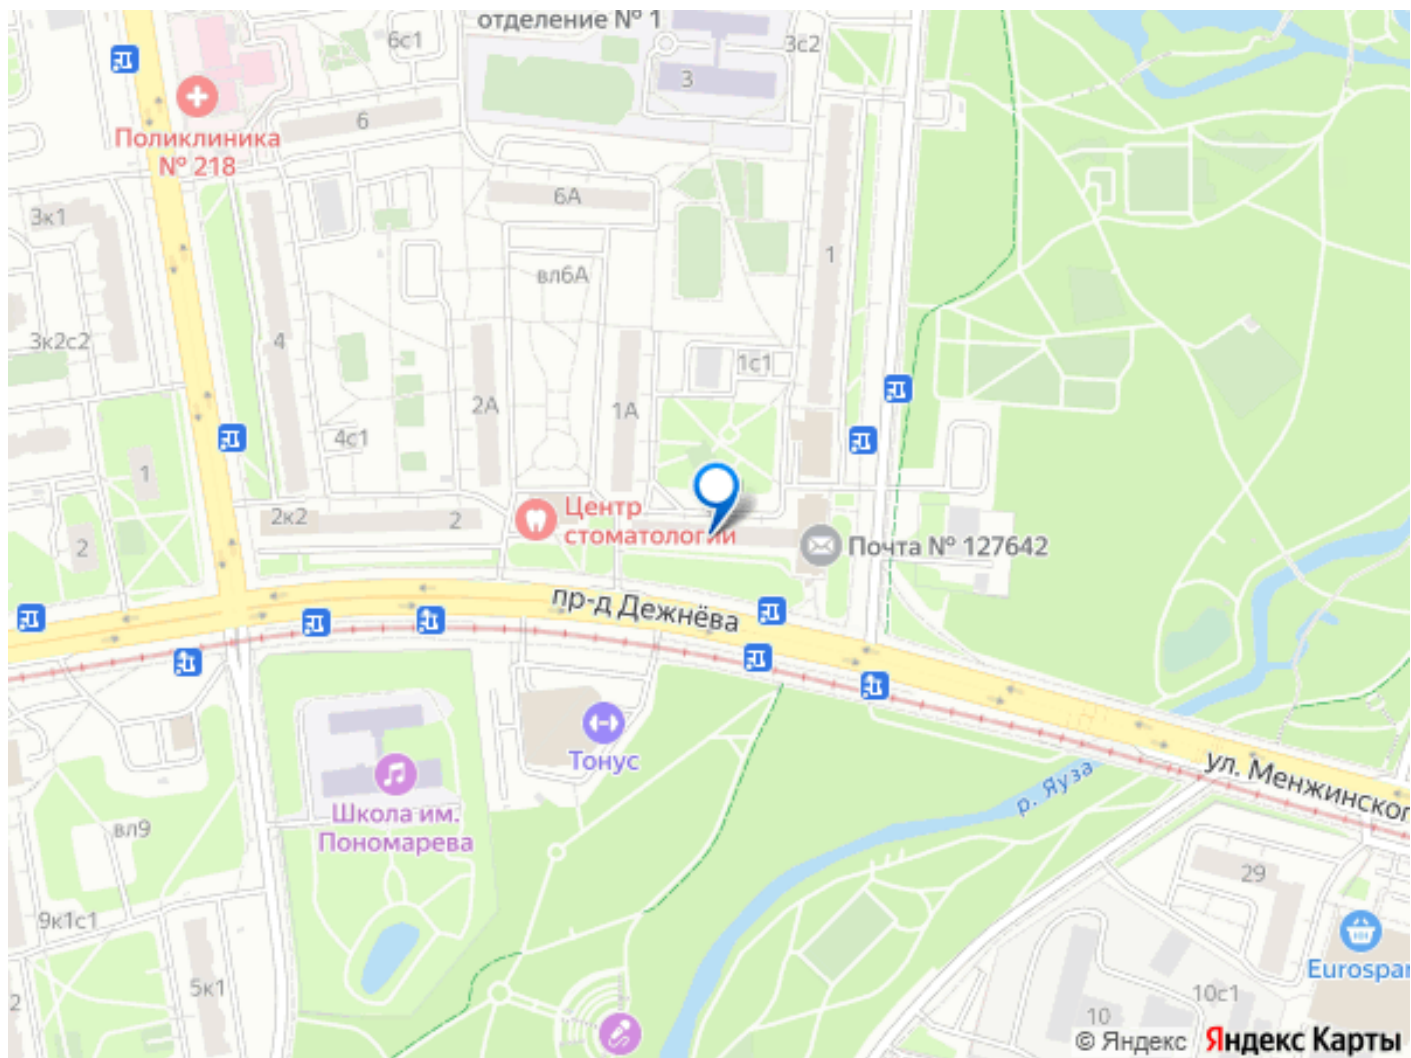 отделение № 1
6с1
3с2
3
Поликлиника
№ 218
6
6А
3к1
1
вл6А
3к2с2
4
1с1
2А
1А
4с1
1
2к2
2
Центр
стоматологии
2
Почта № 127642
пр-д Дежнёва
Тонус
ул. Менжинског
р. Яуза
Школа им.
Пономарева
вл9
29
9к1с1
Eurospar
5к1
2
10с1
10
© Яндекс Яндекс Карты